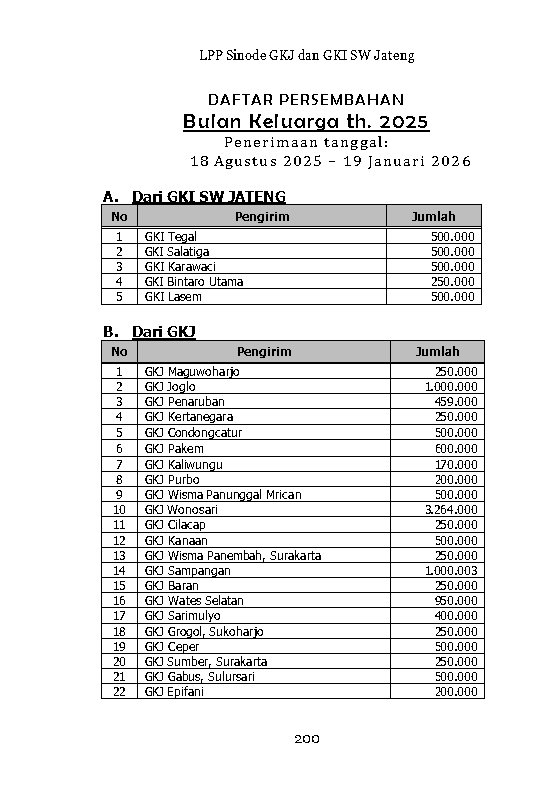 LPP Sinode GKJ dan GKI SW Jateng
DAFTAR PERSEMBAHAN
Bulan Keluarga th. 2025
Penerimaan tanggal:
18 Agustus 2025 – 19 Januari 2026
A. Dari GKI SW JATENG
No Pengirim Jumlah
1 GKI Tegal 500.000
2 GKI Salatiga 500.000
3 GKI Karawaci 500.000
4 GKI Bintaro Utama 250.000
5 GKI Lasem 500.000
B. Dari GKJ
No Pengirim Jumlah
1 GKJ Maguwoharjo 250.000
2 GKJ Joglo 1.000.000
3 GKJ Penaruban 459.000
4 GKJ Kertanegara 250.000
5 GKJ Condongcatur 500.000
6 GKJ Pakem 600.000
7 GKJ Kaliwungu 170.000
8 GKJ Purbo 200.000
9 GKJ Wisma Panunggal Mrican 500.000
10 GKJ Wonosari 3.264.000
11 GKJ Cilacap 250.000
12 GKJ Kanaan 500.000
13 GKJ Wisma Panembah, Surakarta 250.000
14 GKJ Sampangan 1.000.003
15 GKJ Baran 250.000
16 GKJ Wates Selatan 950.000
17 GKJ Sarimulyo 400.000
18 GKJ Grogol, Sukoharjo 250.000
19 GKJ Ceper 500.000
20 GKJ Sumber, Surakarta 250.000
21 GKJ Gabus, Sulursari 500.000
22 GKJ Epifani 200.000
200